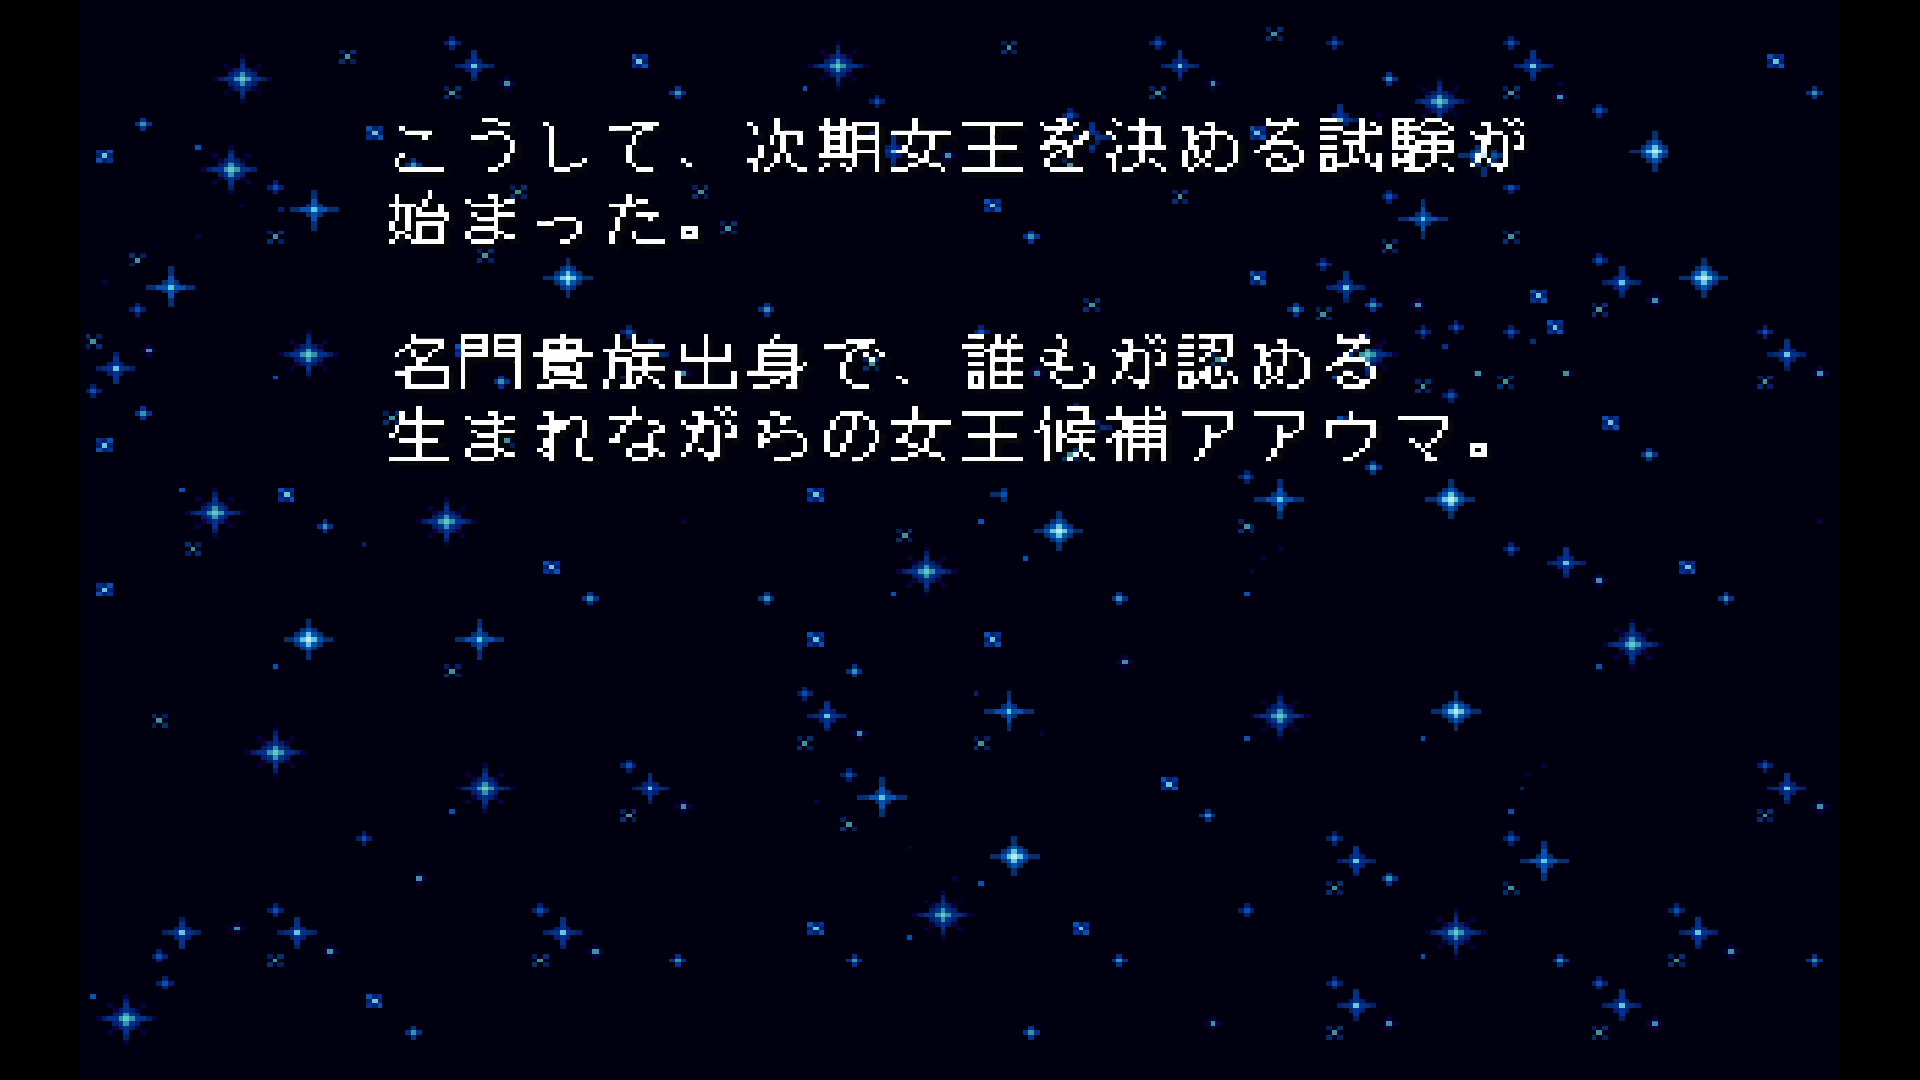 こうして、次期女王を決める試験が
始まった。
名門貴族出身で、誰もが認める
生まれながらの女王候補アアウマ。